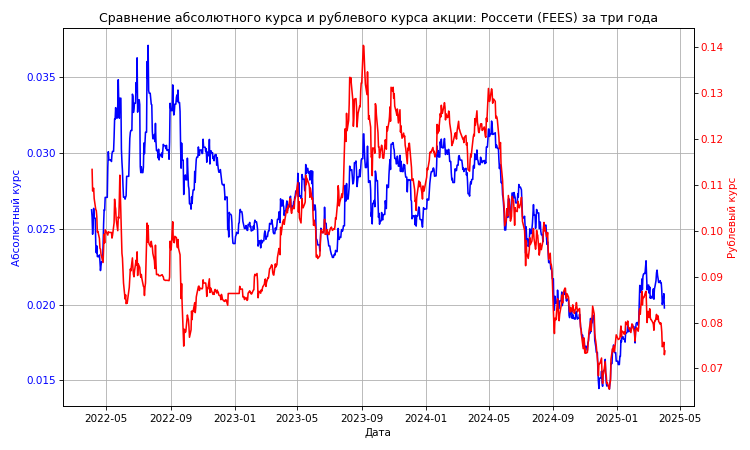 Сравнение абсолютного курса и рублевого курса акции: Россети (FEES) за три года
Абсолютный курс
0.035
0.030
0.025
0.020
0.015
0.14
0.13
0.12
0.11
0.10
0.09
0.08
0.07
Рублевый курс
2022-05 2022-09 2023-01 2023-05 2023-09 2024-01 2024-05 2024-09 2025-01 2025-05
Дата